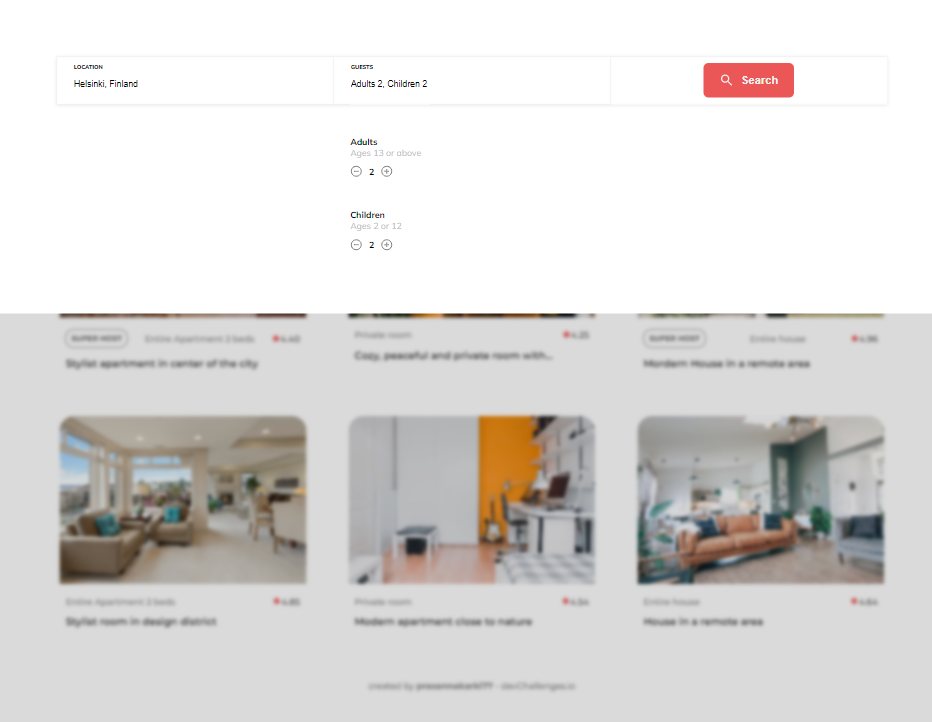 LOCATION
Helsinki, Finland
GUESTS
Adults 2, Children 2
Search
Adults
Ages 13 or above
2
Children
Ages 2 or 12
2
SUPER HOST
Entire Apartment 2 beds
4.40
Stylist apartment in center of the city
Private room
4.25
Cozy, peaceful and private room with...
SUPER HOST
Entire house
4.96
Mordern House in a remote area
Entire Apartment 2 beds
4.85
Stylist room in design district
Private room
4.54
Modern apartment close to nature
Entire house
4.64
House in a remote area
created by - devChallenges.io